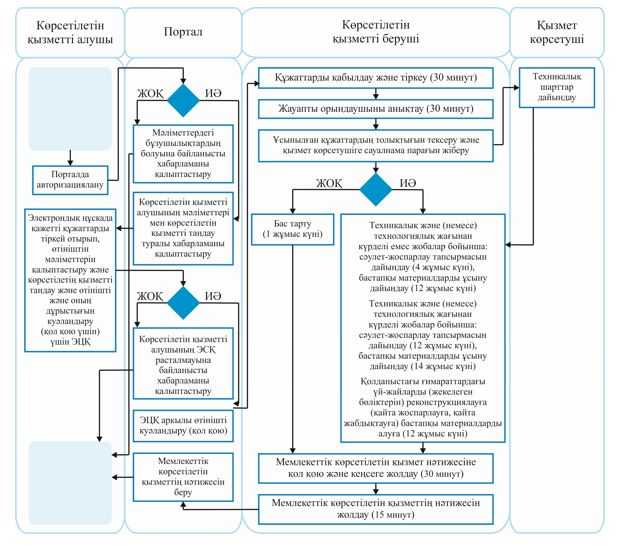 Көрсетілетін
қызметті алушы
Портал
Көрсетілетін
қызметті беруші
Қызмет
көрсетуші
ЖОҚ
ИӘ
Мәліметтердегі
бұзушылықтардың
болуына байланысты
хабарламаны
қалыптастыру
Порталда
авторизациялану
Көрсетілетін қызметті
алушының мәліметтері
мен көрсетілетін
қызметті таңдау
туралы хабарламаны
қалыптастыру
Электрондық нұсқада
қажетті құжаттарды
тіркей отырып,
өтініштің
мәліметтерін
қалыптастыру және
көрсетілетін қызметті
таңдау және өтінішті
және оның
дұрыстығын
куәландыру
(қол қою үшін)
үшін ЭЦҚ
ЖОҚ
ИӘ
Көрсетілетін қызметті
алушының ЭСҚ
расталмауына
байланысты
хабарламаны
қалыптастыру
ЭЦҚ арқылы өтінішті
куәландыру (қол қою)
Мемлекеттік
көрсетілетін
қызметтің нәтижесін
беру
Құжаттарды қабылдау және тіркеу (30 минут)
Жауапты орындаушыны анықтау (30 минут)
Ұсынылған құжаттардың толықтығын тексеру және
қызмет көрсетушіге сауалнама парағын жіберу
Техникалық
шарттар
дайындау
ЖОҚ
ИӘ
Бас тарту
(1 жұмыс күні)
Техникалық және (немесе)
технологиялық жағынан
күрделі емес жобалар бойынша:
сәулет-жоспарлау тапсырмасын
дайындау (4 жұмыс күні),
бастапқы материалдарды ұсыну
дайындау (12 жұмыс күні)
Техникалық және (немесе)
технологиялық жағынан
күрделі жобалар бойынша:
сәулет-жоспарлау тапсырмасын
дайындау (12 жұмыс күні),
бастапқы материалдарды ұсыну
дайындау (14 жұмыс күні)
Қолданыстағы ғимараттардағы
үй-жайларды (жекелеген
бөліктерін) реконструкциялауға
(қайта жоспарлауға, қайта
жабдықтауға) бастапқы материалдарды
алуға (12 жұмыс күні)
Мемлекеттік көрсетілетін қызмет нәтижесіне
қол қою және кеңсеге жолдау (30 минут)
Мемлекеттік көрсетілетін қызметтің нәтижесін
жолдау (15 минут)